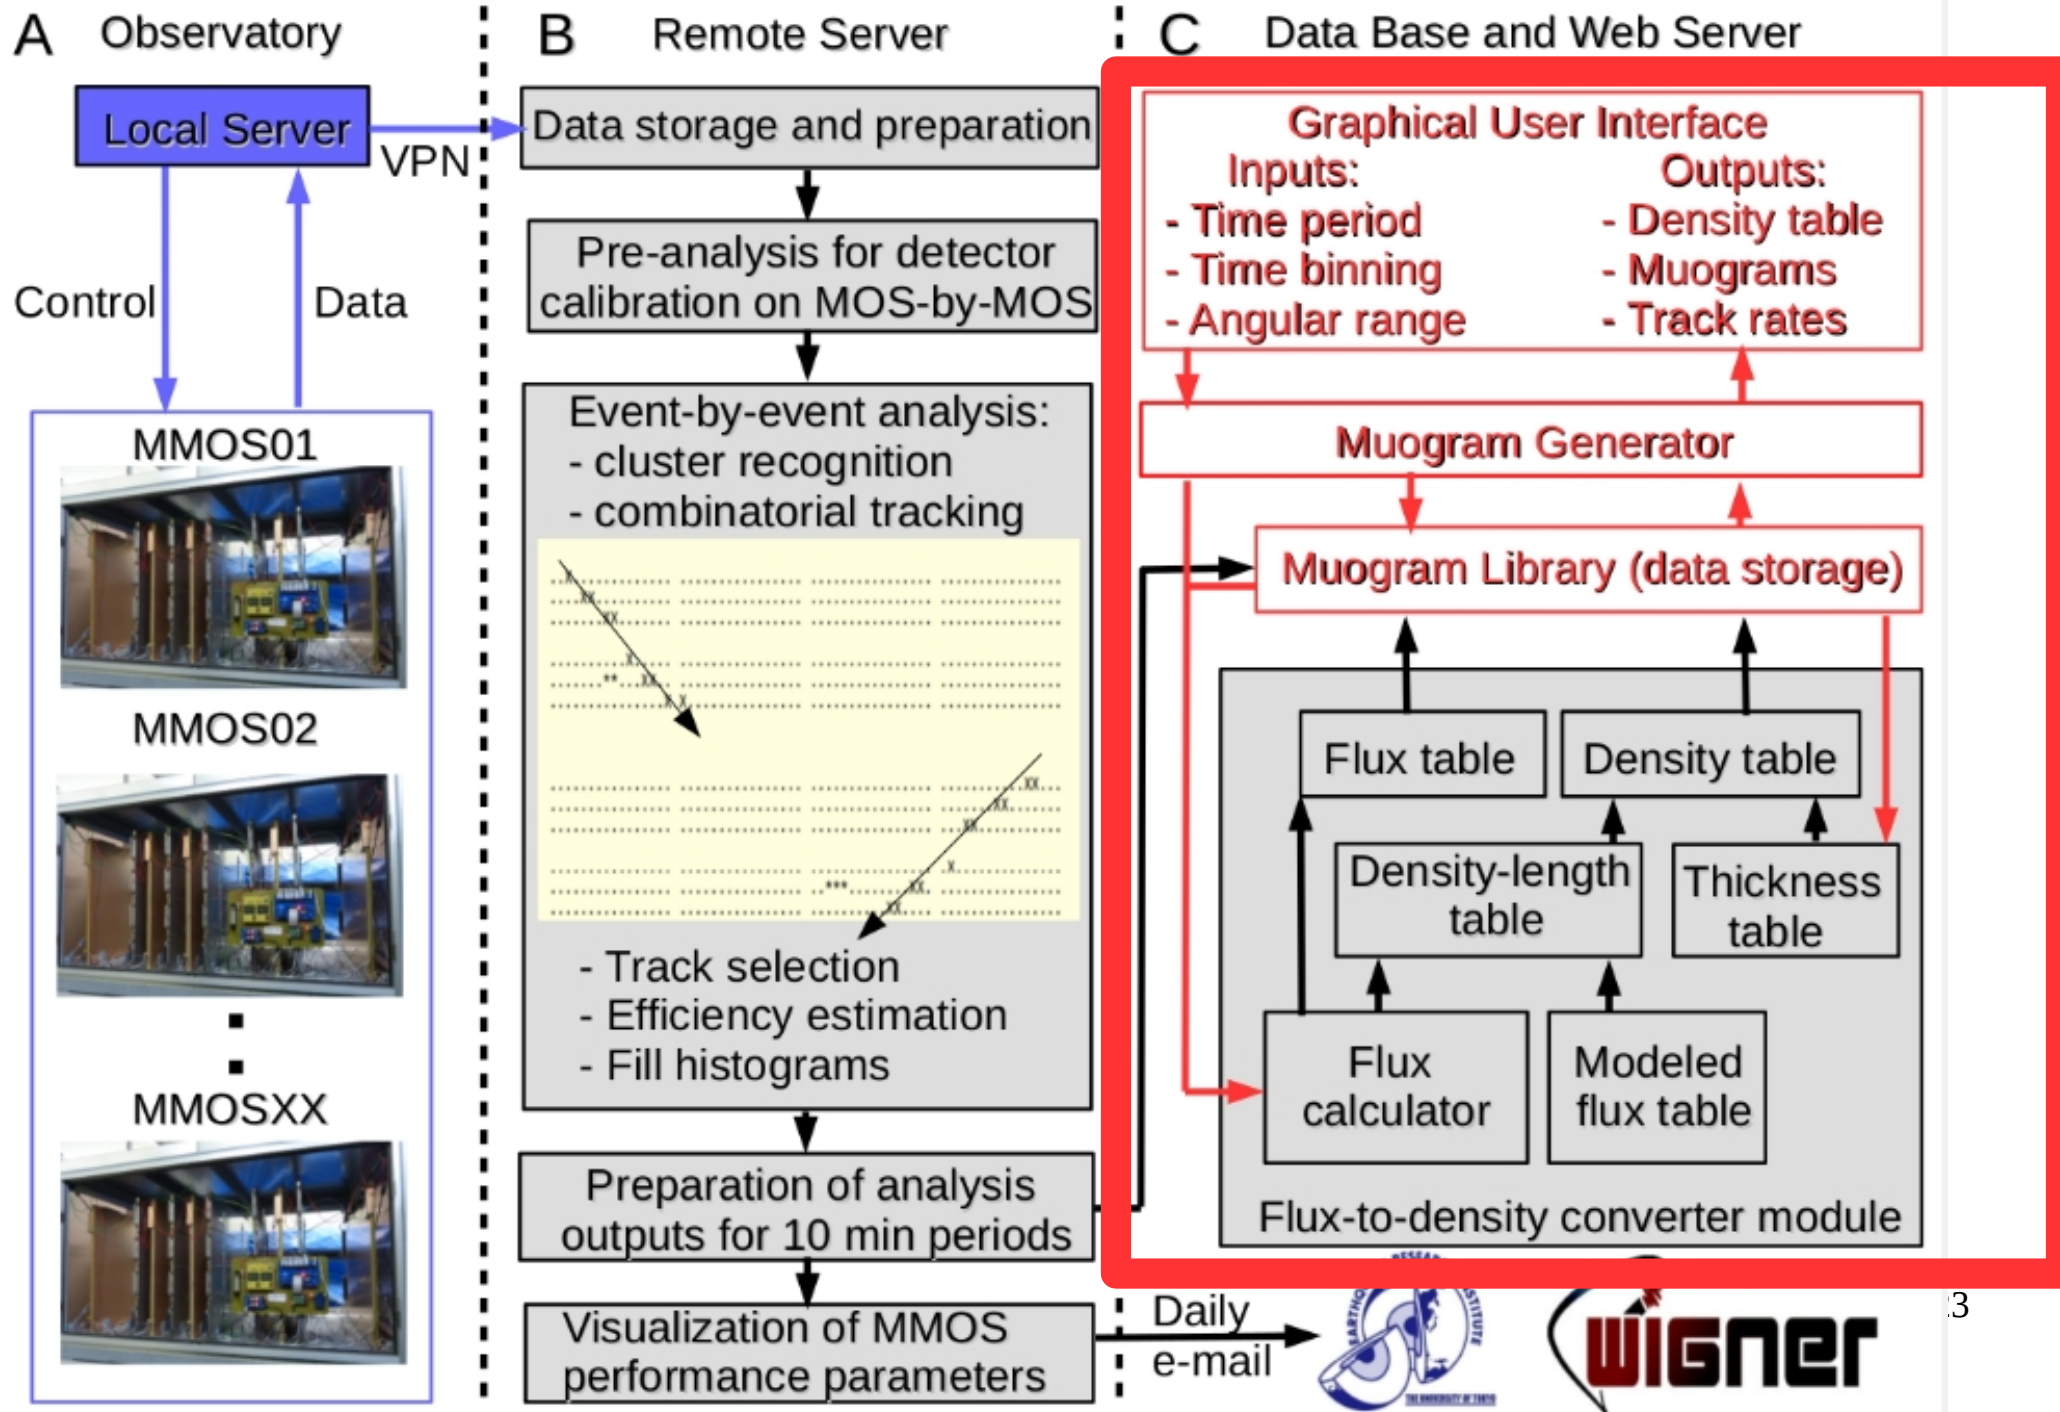 A Observatory
Local Server
VPN
Control
Data
MMOS01
MMOS02
MMOSXX
B Remote Server
Data storage and preparation
Pre-analysis for detector
calibration on MOS-by-MOS
Event-by-event analysis:
- cluster recognition
- combinatorial tracking
- Track selection
- Efficiency estimation
- Fill histograms
Preparation of analysis
outputs for 10 min periods
Visualization of MMOS
performance parameters
C Data Base and Web Server
Graphical User Interface
Inputs:
- Time period
- Time binning
- Angular range
Outputs:
- Density table
- Muograms
- Track rates
Muogram Generator
Muogram Library (data storage)
Flux table
Density table
Density-length
table
Thickness
table
Flux
calculator
Modeled
flux table
Flux-to-density converter module
Daily
e-mail
THE UNIVERSITY OF TOKYO
wigner
23